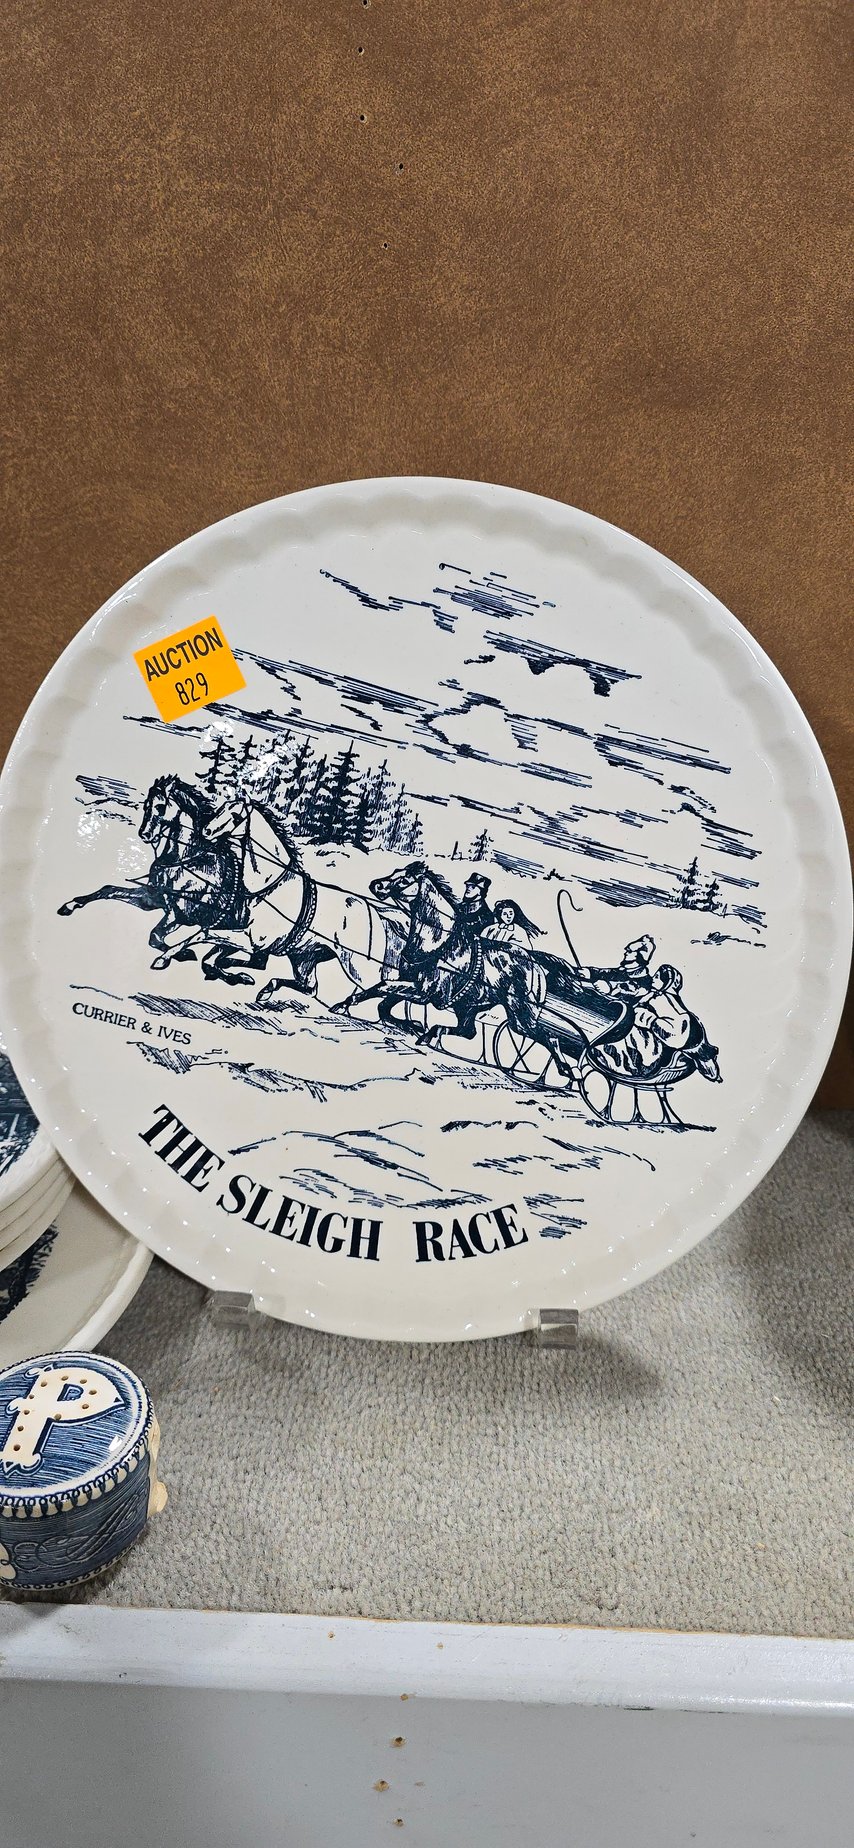 AUCTION
829
CURRIER & IVES
THE SLEIGH RACE
P